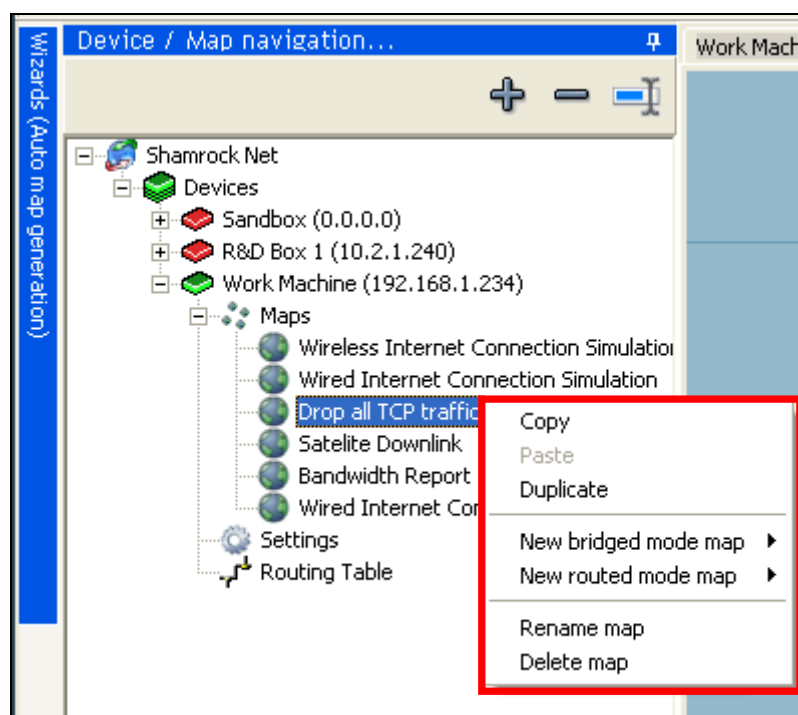 Device / Map navigation...
Work Mach
Wizards (Auto map generation)
Shamrock Net
Devices
Sandbox (0.0.0.0)
R&D Box 1 (10.2.1.240)
Work Machine (192.168.1.234)
Maps
Wireless Internet Connection Simulation
Wired Internet Connection Simulation
Drop all TCP traffic
Satelite Downlink
Bandwidth Report
Wired Internet Cor
Settings
Routing Table
Copy
Paste
Duplicate
New bridged mode map
New routed mode map
Rename map
Delete map